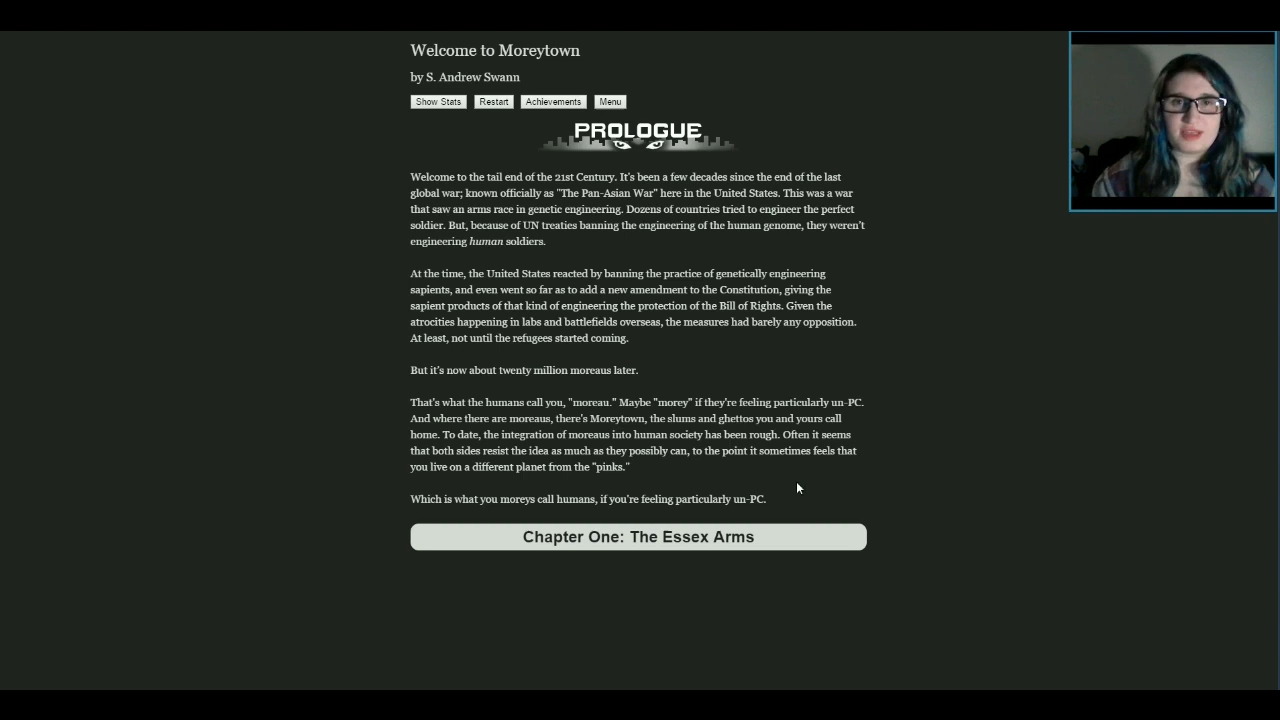 Welcome to Moreytown
by S. Andrew Swann
Show Stats Restart Achievements Menu
PROLOGUE
Welcome to the tail end of the 21st Century. It's been a few decades since the end of the last
global war; known officially as "The Pan-Asian War" here in the United States. This was a war
that saw an arms race in genetic engineering. Dozens of countries tried to engineer the perfect
soldier. But, because of UN treaties banning the engineering of the human genome, they weren't
engineering human soldiers.
At the time, the United States reacted by banning the practice of genetically engineering
sapients, and even went so far as to add a new amendment to the Constitution, giving the
sapient products of that kind of engineering the protection of the Bill of Rights. Given the
atrocities happening in labs and battlefields overseas, the measures had barely any opposition.
At least, not until the refugees started coming.
But it's now about twenty million moreaus later.
That's what the humans call you, "moreau." Maybe "morey" if they're feeling particularly un-PC.
And where there are moreaus, there's Moreytown, the slums and ghettos you and yours call
home. To date, the integration of moreaus into human society has been rough. Often it seems
that both sides resist the idea as much as they possibly can, to the point it sometimes feels that
you live on a different planet from the "pinks."
Which is what you moreys call humans, if you're feeling particularly un-PC.
Chapter One: The Essex Arms